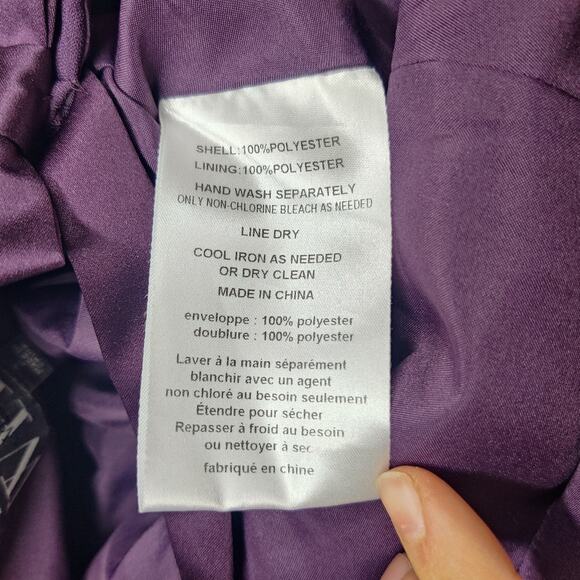 SHELL:100%POLYESTER
LINING:100%POLYESTER
HAND WASH SEPARATELY
ONLY NON-CHLORINE BLEACH AS NEEDED
LINE DRY
COOL IRON AS NEEDED
OR DRY CLEAN
MADE IN CHINA
enveloppe : 100% polyester
doublure : 100% polyester
Laver à la main séparément
blanchir avec un agent
non chloré au besoin seulement
Étendre pour sécher
Repasser à froid au besoin
ou nettoyer à sec
fabriqué en chine